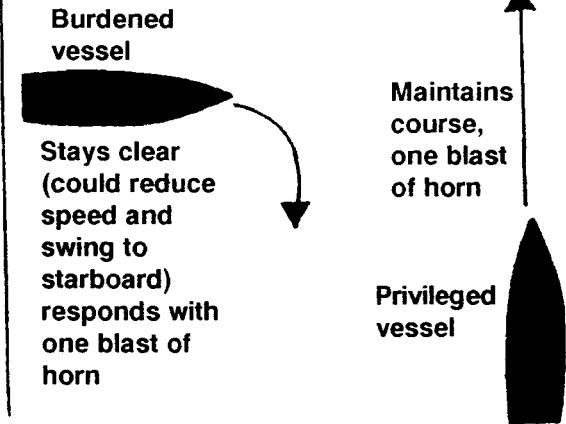 Burdened
vessel
Stays clear
(could reduce
speed and
swing to
starboard)
responds with
one blast of
horn
Maintains
course,
one blast
of horn
Privileged
vessel